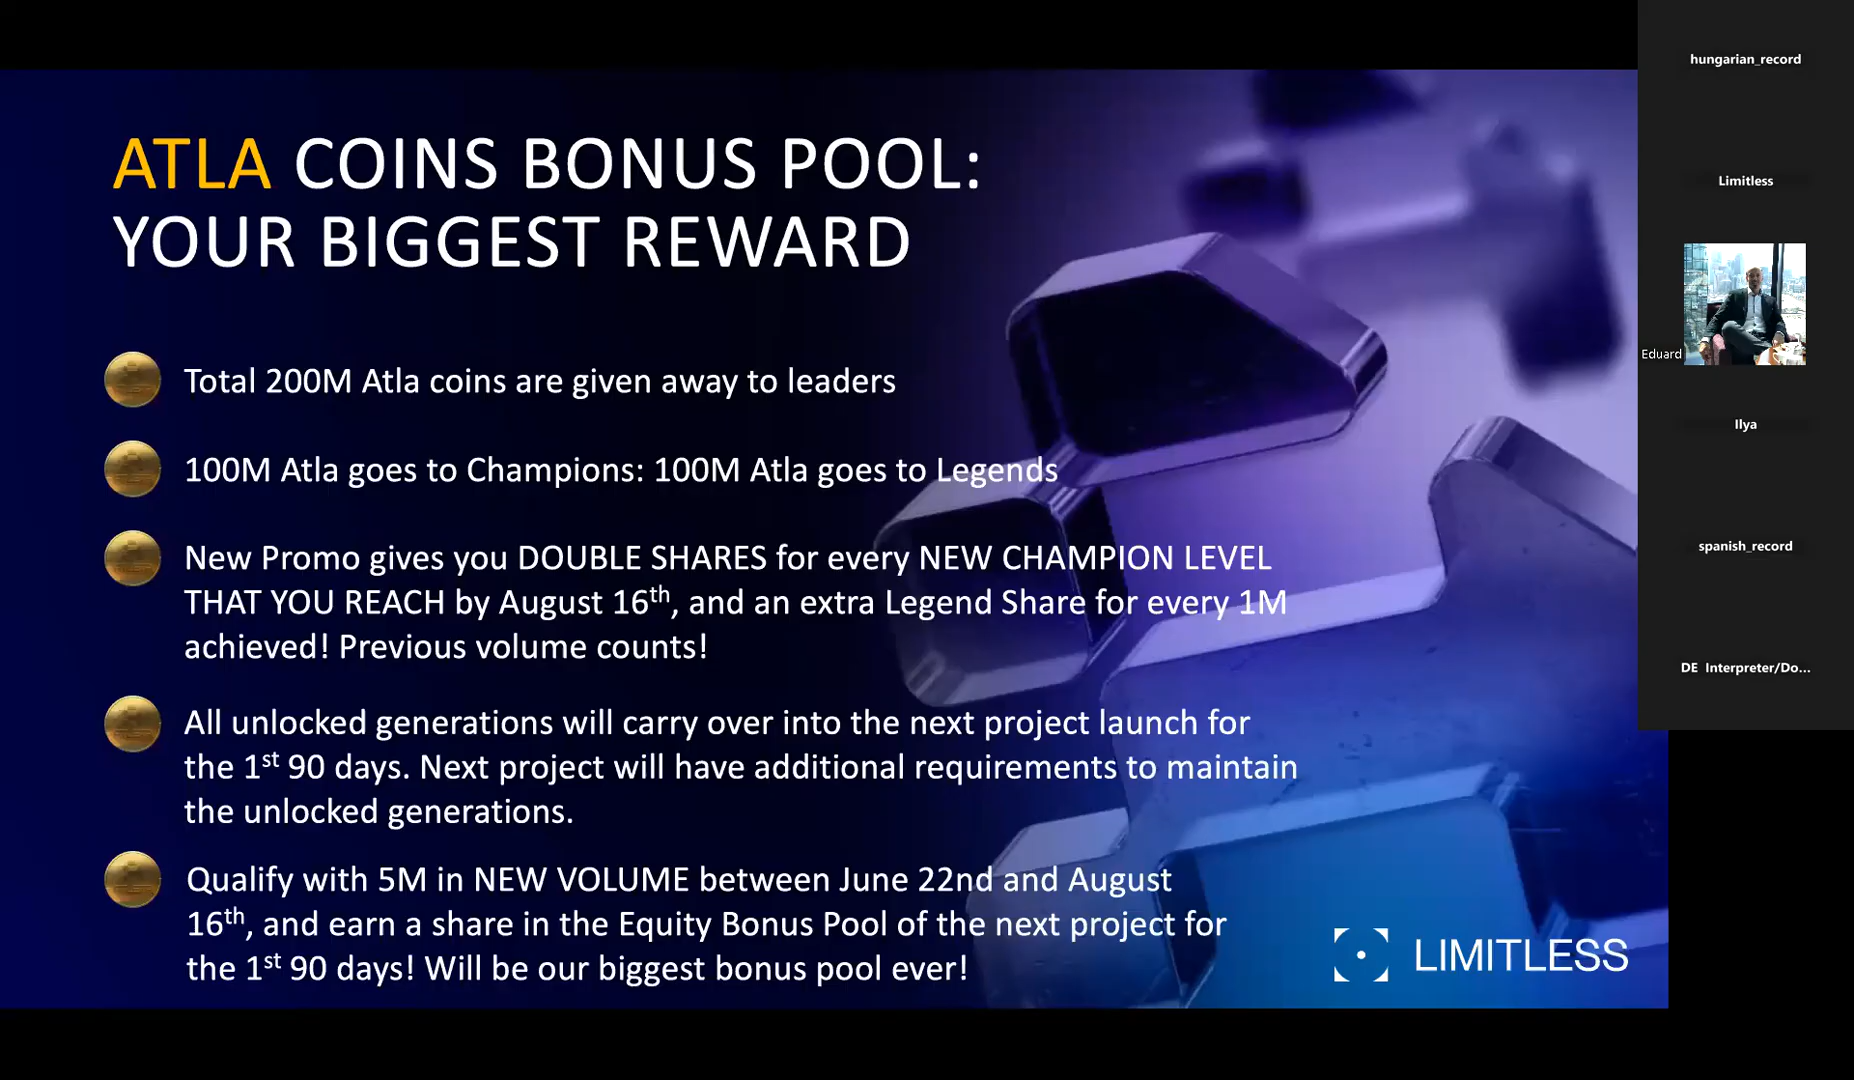 ATLA COINS BONUS POOL:
YOUR BIGGEST REWARD
Total 200M Atla coins are given away to leaders
100M Atla goes to Champions: 100M Atla goes to Legends
New Promo gives you DOUBLE SHARES for every NEW CHAMPION LEVEL
THAT YOU REACH by August 16th, and an extra Legend Share for every 1M
achieved! Previous volume counts!
All unlocked generations will carry over into the next project launch for
the 1st 90 days. Next project will have additional requirements to maintain
the unlocked generations.
Qualify with 5M in NEW VOLUME between June 22nd and August
16th, and earn a share in the Equity Bonus Pool of the next project for
the 1st 90 days! Will be our biggest bonus pool ever!
LIMITLESS
hungarian_record
Limitless
Eduard
Ilya
spanish_record
DE Interpreter/Do...